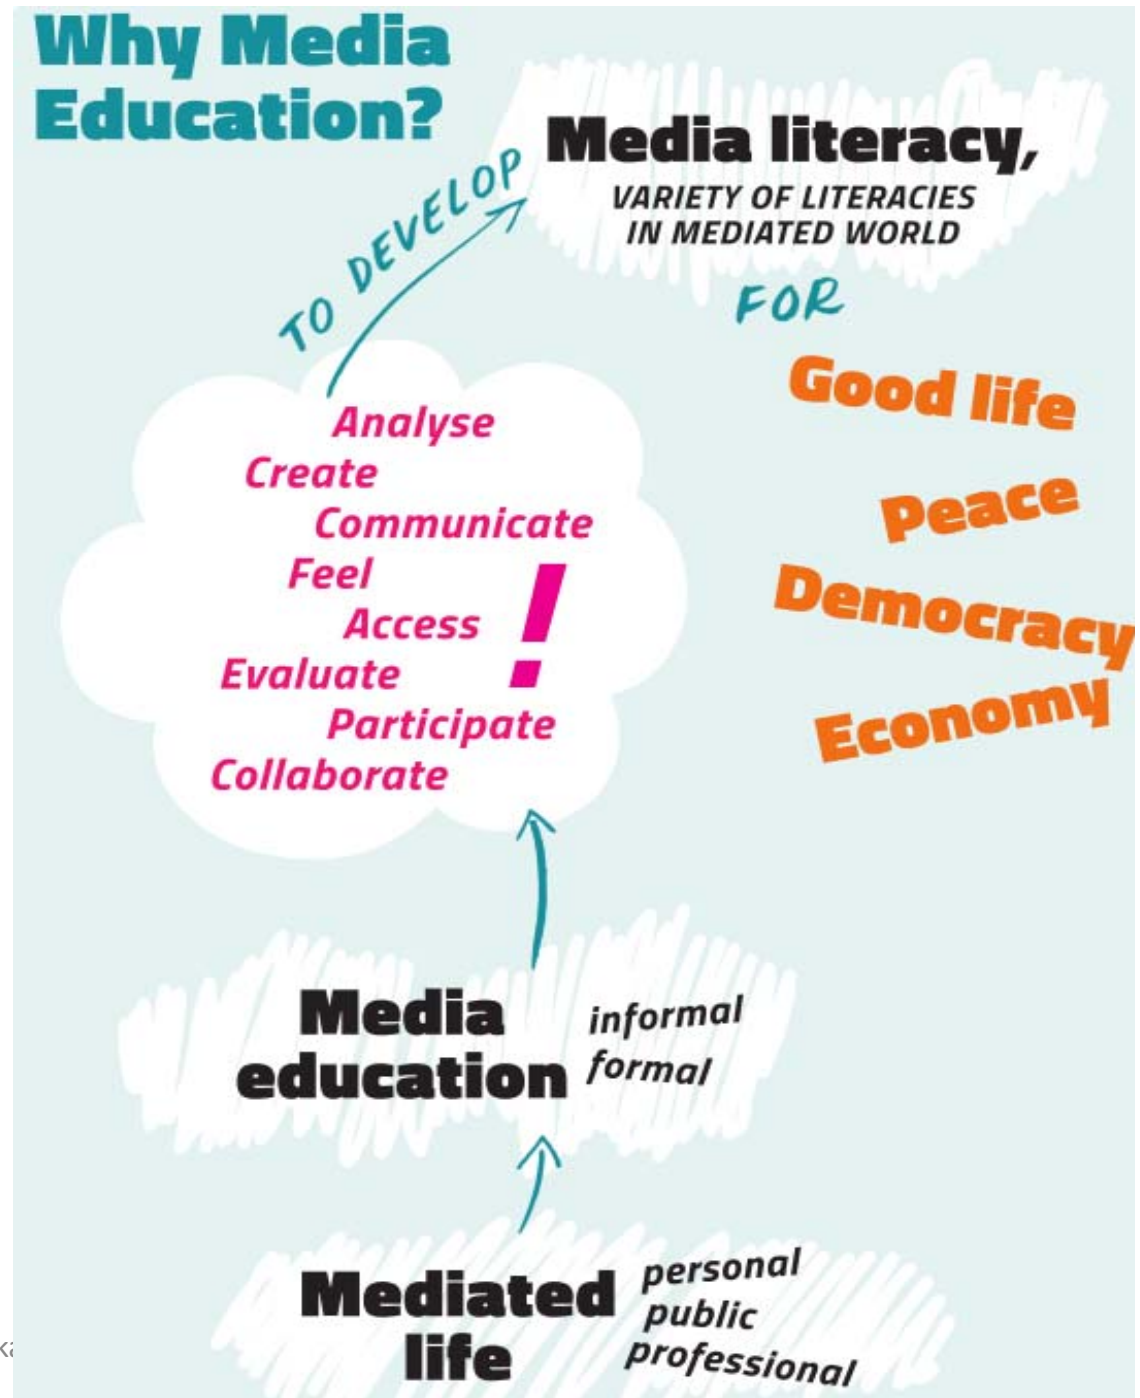 Why Media
Education?
TO DEVELOP
Media literacy,
VARIETY OF LITERACIES
IN MEDIATED WORLD
FOR
Good life
Peace
Democracy
Economy
Analyse
Create
Communicate
Feel
Access
!
Evaluate
Participate
Collaborate
Media
education
informal
formal
Mediated
life
personal
public
professional